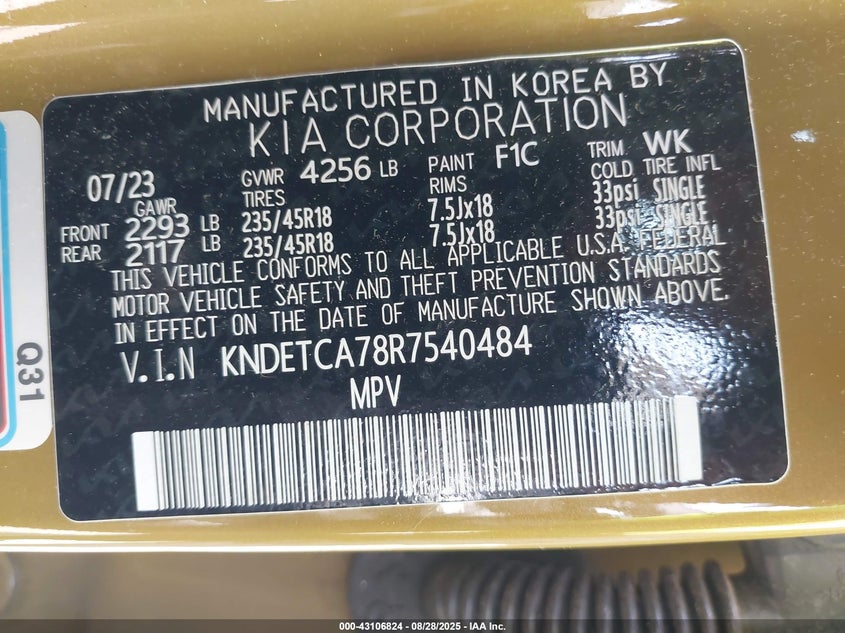 MANUFACTURED IN KOREA BY
KIA CORPORATION
07/23 GVWR 4256 LB PAINT F1C TRIM WK
GAWR TIRES RIMS COLD TIRE INFL
FRONT 2293 LB 235/45R18 7.5Jx18 33psi SINGLE
REAR 2117 LB 235/45R18 7.5Jx18 33psi SINGLE
THIS VEHICLE CONFORMS TO ALL APPLICABLE U.S.A. FEDERAL
MOTOR VEHICLE SAFETY AND THEFT PREVENTION STANDARDS
IN EFFECT ON THE DATE OF MANUFACTURE SHOWN ABOVE.
V.I.N KNDETCA78R7540484
MPV
Q31
000-43106824 - 08/28/2025 - IAA Inc.